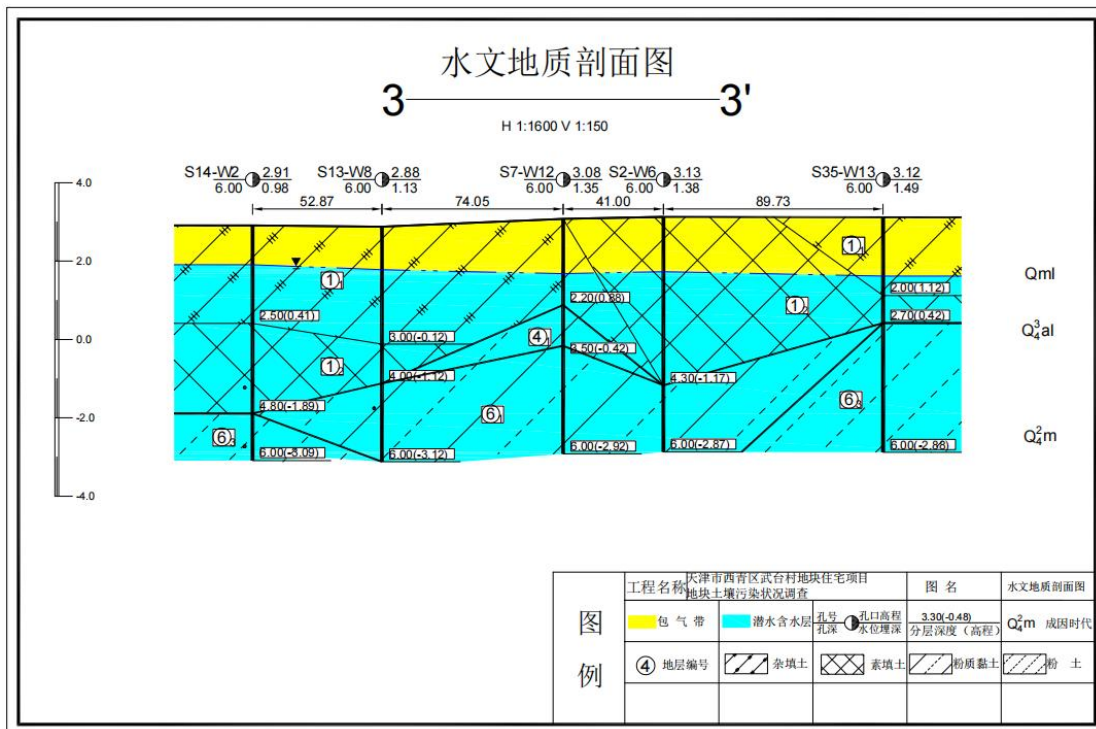 水文地质剖面图
3 3'
H 1:1600 V 1:150
S14-W2 2.91
6.00 0.98
S13-W8 2.88
6.00 1.13
S7-W12 3.08
6.00 1.35
S2-W6 3.13
6.00 1.38
S35-W13 3.12
6.00 1.49
52.87 74.05 41.00 89.73
4.0
2.0
0.0
-2.0
-4.0
①1
①1
①2
①2
④1
⑥1
⑥3
⑥3
2.50(0.41)
4.80(-1.89)
6.00(-3.09)
3.00(-0.12)
4.00(-1.12)
6.00(-3.12)
2.20(0.88)
3.50(-0.42)
6.00(-2.92)
4.30(-1.17)
6.00(-2.87)
2.00(1.12)
2.70(0.42)
6.00(-2.88)
Qml
Q₄³al
Q₄²m
图例
工程名称 天津市西青区武台村地块住宅项目
地块土壤污染状况调查
图 名 水文地质剖面图
包 气 带
潜水含水层
孔号 孔口高程
孔深 水位埋深
3.30(-0.48)
分层深度（高程）
Q₄²m 成因时代
④ 地层编号
杂填土
素填土
粉质黏土
粉 土